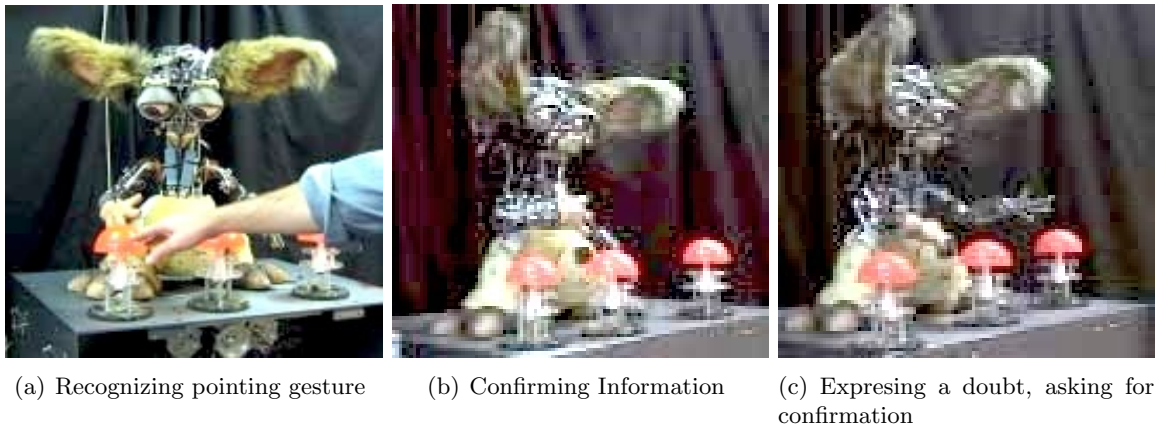 (a) Recognizing pointing gesture
(b) Confirming Information
(c) Expresing a doubt, asking for
confirmation